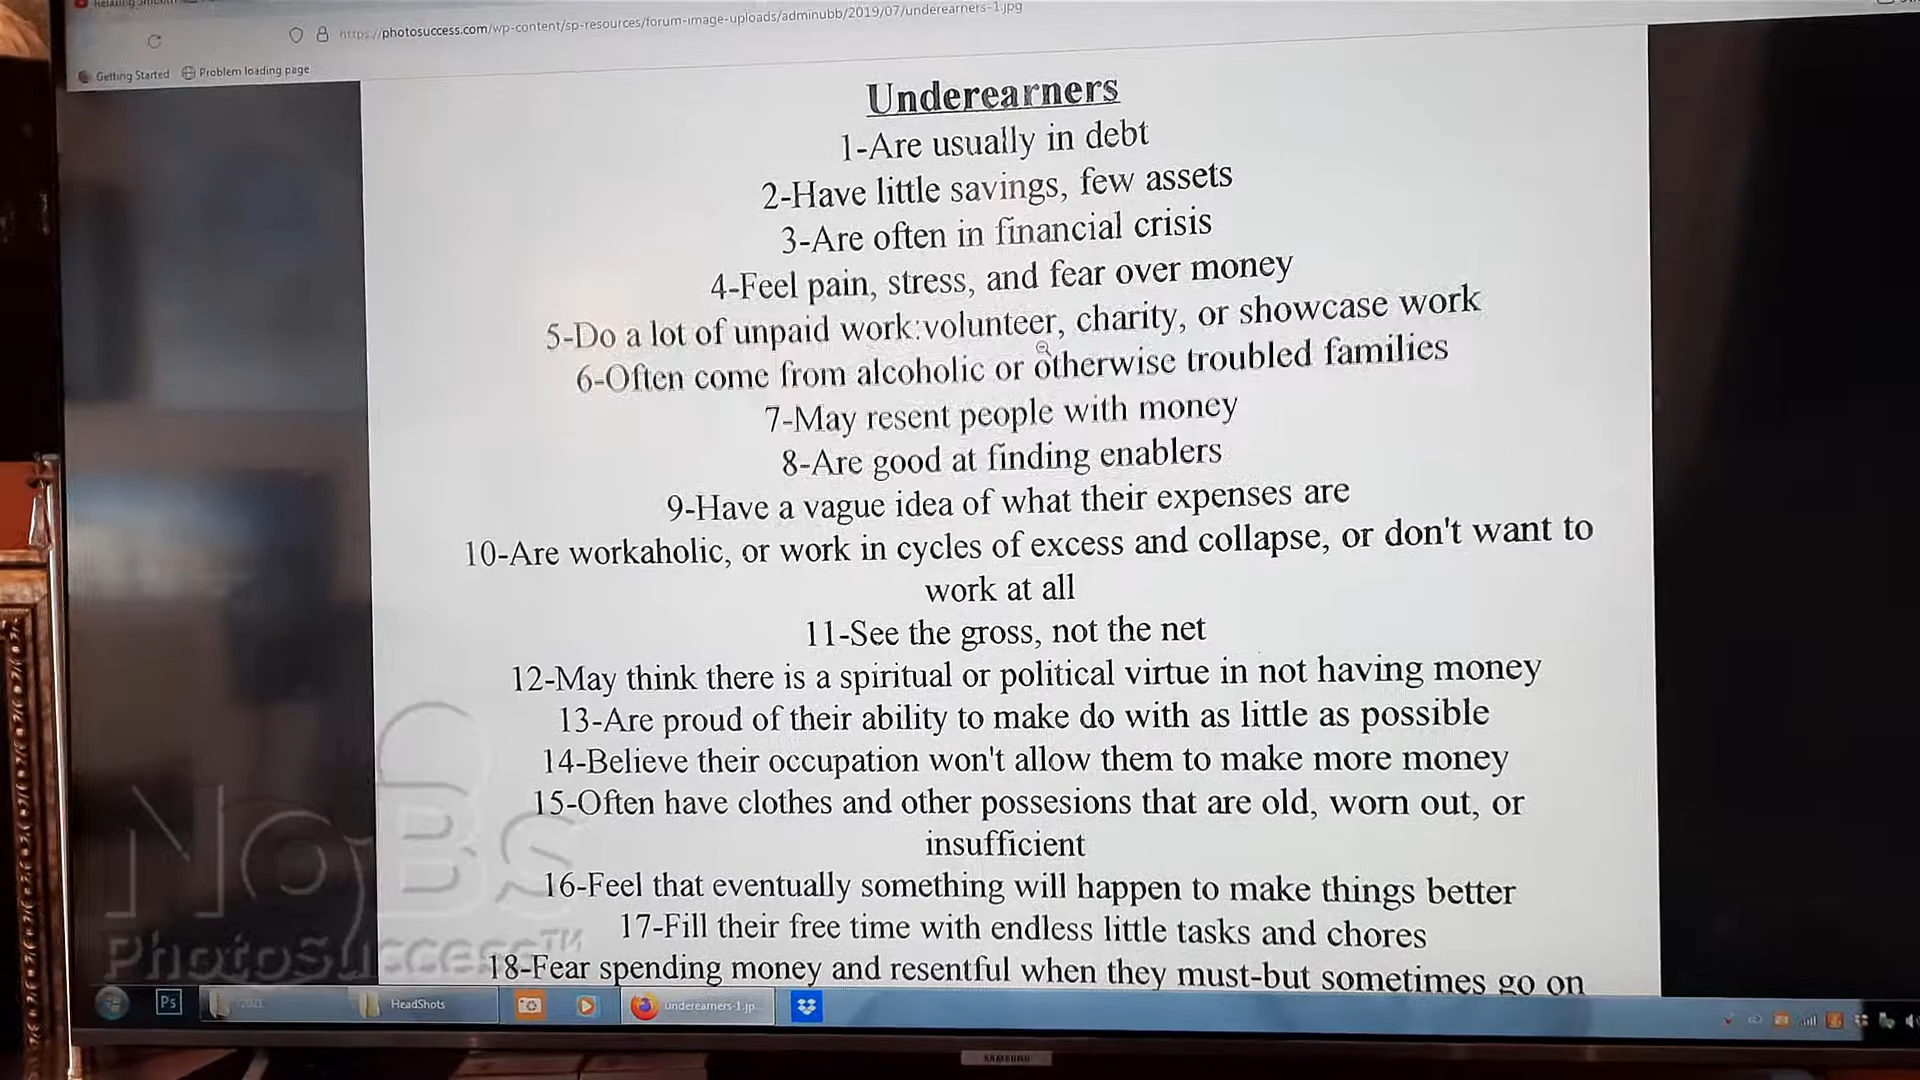 https://photosuccess.com/wp-content/sp-resources/forum-image-uploads/adminubb/2019/07/underearners-1.jpg
Getting Started Problem loading page
Underearners
1-Are usually in debt
2-Have little savings, few assets
3-Are often in financial crisis
4-Feel pain, stress, and fear over money
5-Do a lot of unpaid work:volunteer, charity, or showcase work
6-Often come from alcoholic or otherwise troubled families
7-May resent people with money
8-Are good at finding enablers
9-Have a vague idea of what their expenses are
10-Are workaholic, or work in cycles of excess and collapse, or don't want to
work at all
11-See the gross, not the net
12-May think there is a spiritual or political virtue in not having money
13-Are proud of their ability to make do with as little as possible
14-Believe their occupation won't allow them to make more money
15-Often have clothes and other possesions that are old, worn out, or
insufficient
16-Feel that eventually something will happen to make things better
17-Fill their free time with endless little tasks and chores
18-Fear spending money and resentful when they must-but sometimes go on
NoBS
PhotoSuccess™
Ps
HeadShots
underearners-1.jp...
SAMSUNG